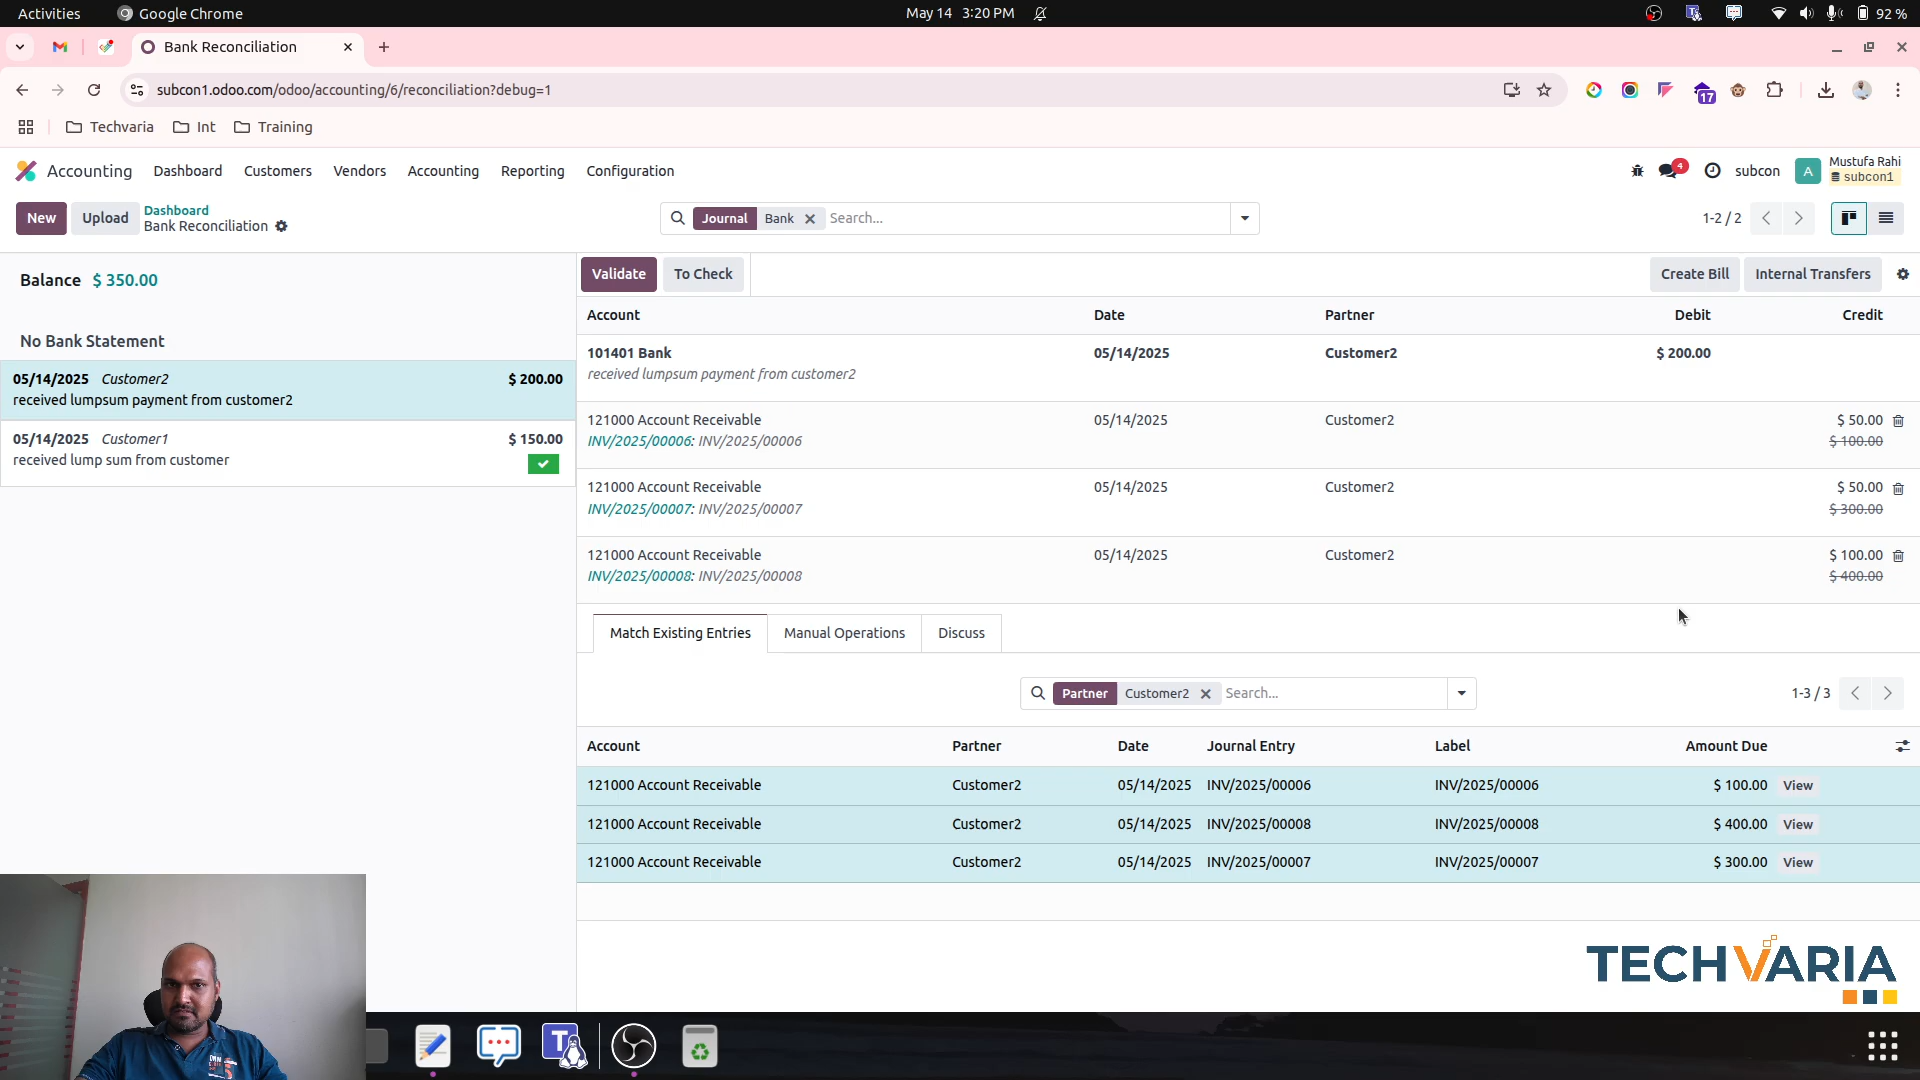 Activities Google Chrome May 14 3:20 PM 92 %
Bank Reconciliation
subcon1.odoo.com/odoo/accounting/6/reconciliation?debug=1 17
Techvaria Int Training
Accounting Dashboard Customers Vendors Accounting Reporting Configuration 4 subcon A Mustufa Rahi
subcon1
New Upload Dashboard
Bank Reconciliation Journal Bank Search... 1-2 / 2
Balance $ 350.00 Validate To Check Create Bill Internal Transfers
Account Date Partner Debit Credit
No Bank Statement
101401 Bank 05/14/2025 Customer2 $ 200.00
received lumpsum payment from customer2
05/14/2025 Customer2 $ 200.00
received lumpsum payment from customer2
05/14/2025 Customer1 $ 150.00
received lump sum from customer
121000 Account Receivable 05/14/2025 Customer2 $ 50.00
INV/2025/00006: INV/2025/00006 $ 100.00
121000 Account Receivable 05/14/2025 Customer2 $ 50.00
INV/2025/00007: INV/2025/00007 $ 300.00
121000 Account Receivable 05/14/2025 Customer2 $ 100.00
INV/2025/00008: INV/2025/00008 $ 400.00
Match Existing Entries Manual Operations Discuss
Partner Customer2 Search... 1-3 / 3
Account Partner Date Journal Entry Label Amount Due
121000 Account Receivable Customer2 05/14/2025 INV/2025/00006 INV/2025/00006 $ 100.00 View
121000 Account Receivable Customer2 05/14/2025 INV/2025/00008 INV/2025/00008 $ 400.00 View
121000 Account Receivable Customer2 05/14/2025 INV/2025/00007 INV/2025/00007 $ 300.00 View
TECHVARIA
T